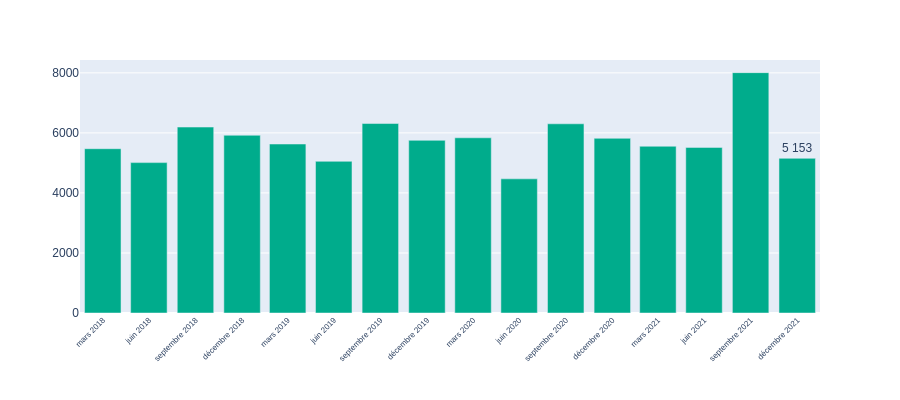 8000
6000
4000
2000
0
5 153
mars 2018
juin 2018
septembre 2018
décembre 2018
mars 2019
juin 2019
septembre 2019
décembre 2019
mars 2020
juin 2020
septembre 2020
décembre 2020
mars 2021
juin 2021
septembre 2021
décembre 2021